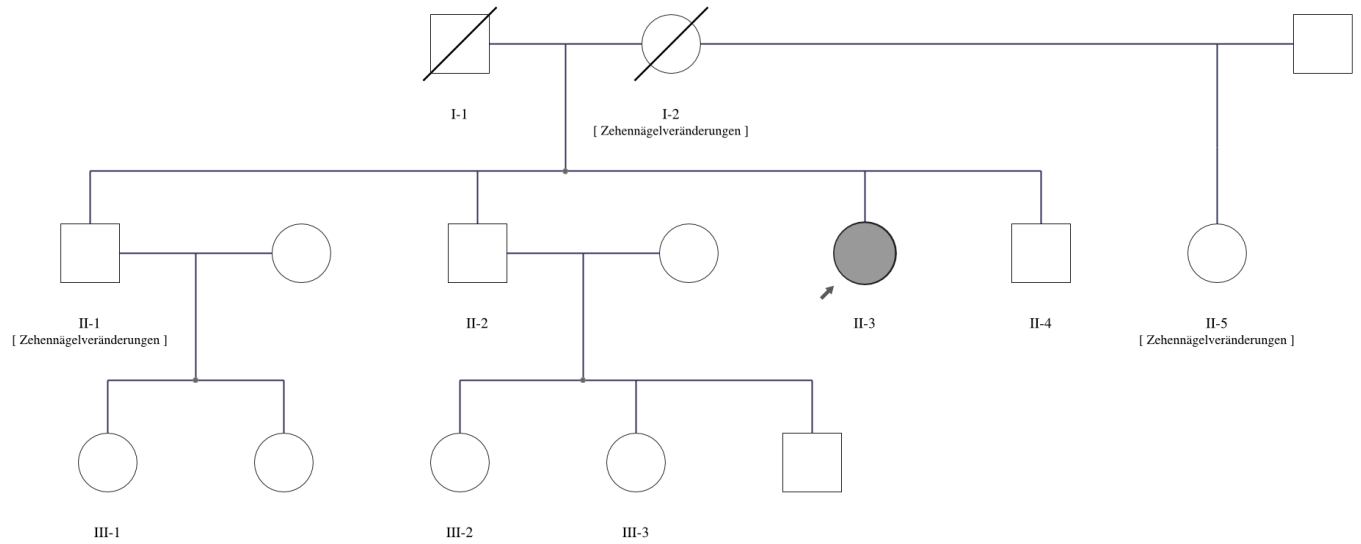 I-1
I-2
[ Zehennägelveränderungen ]
II-1
[ Zehennägelveränderungen ]
II-2
II-3
II-4
II-5
[ Zehennägelveränderungen ]
III-1
III-2
III-3